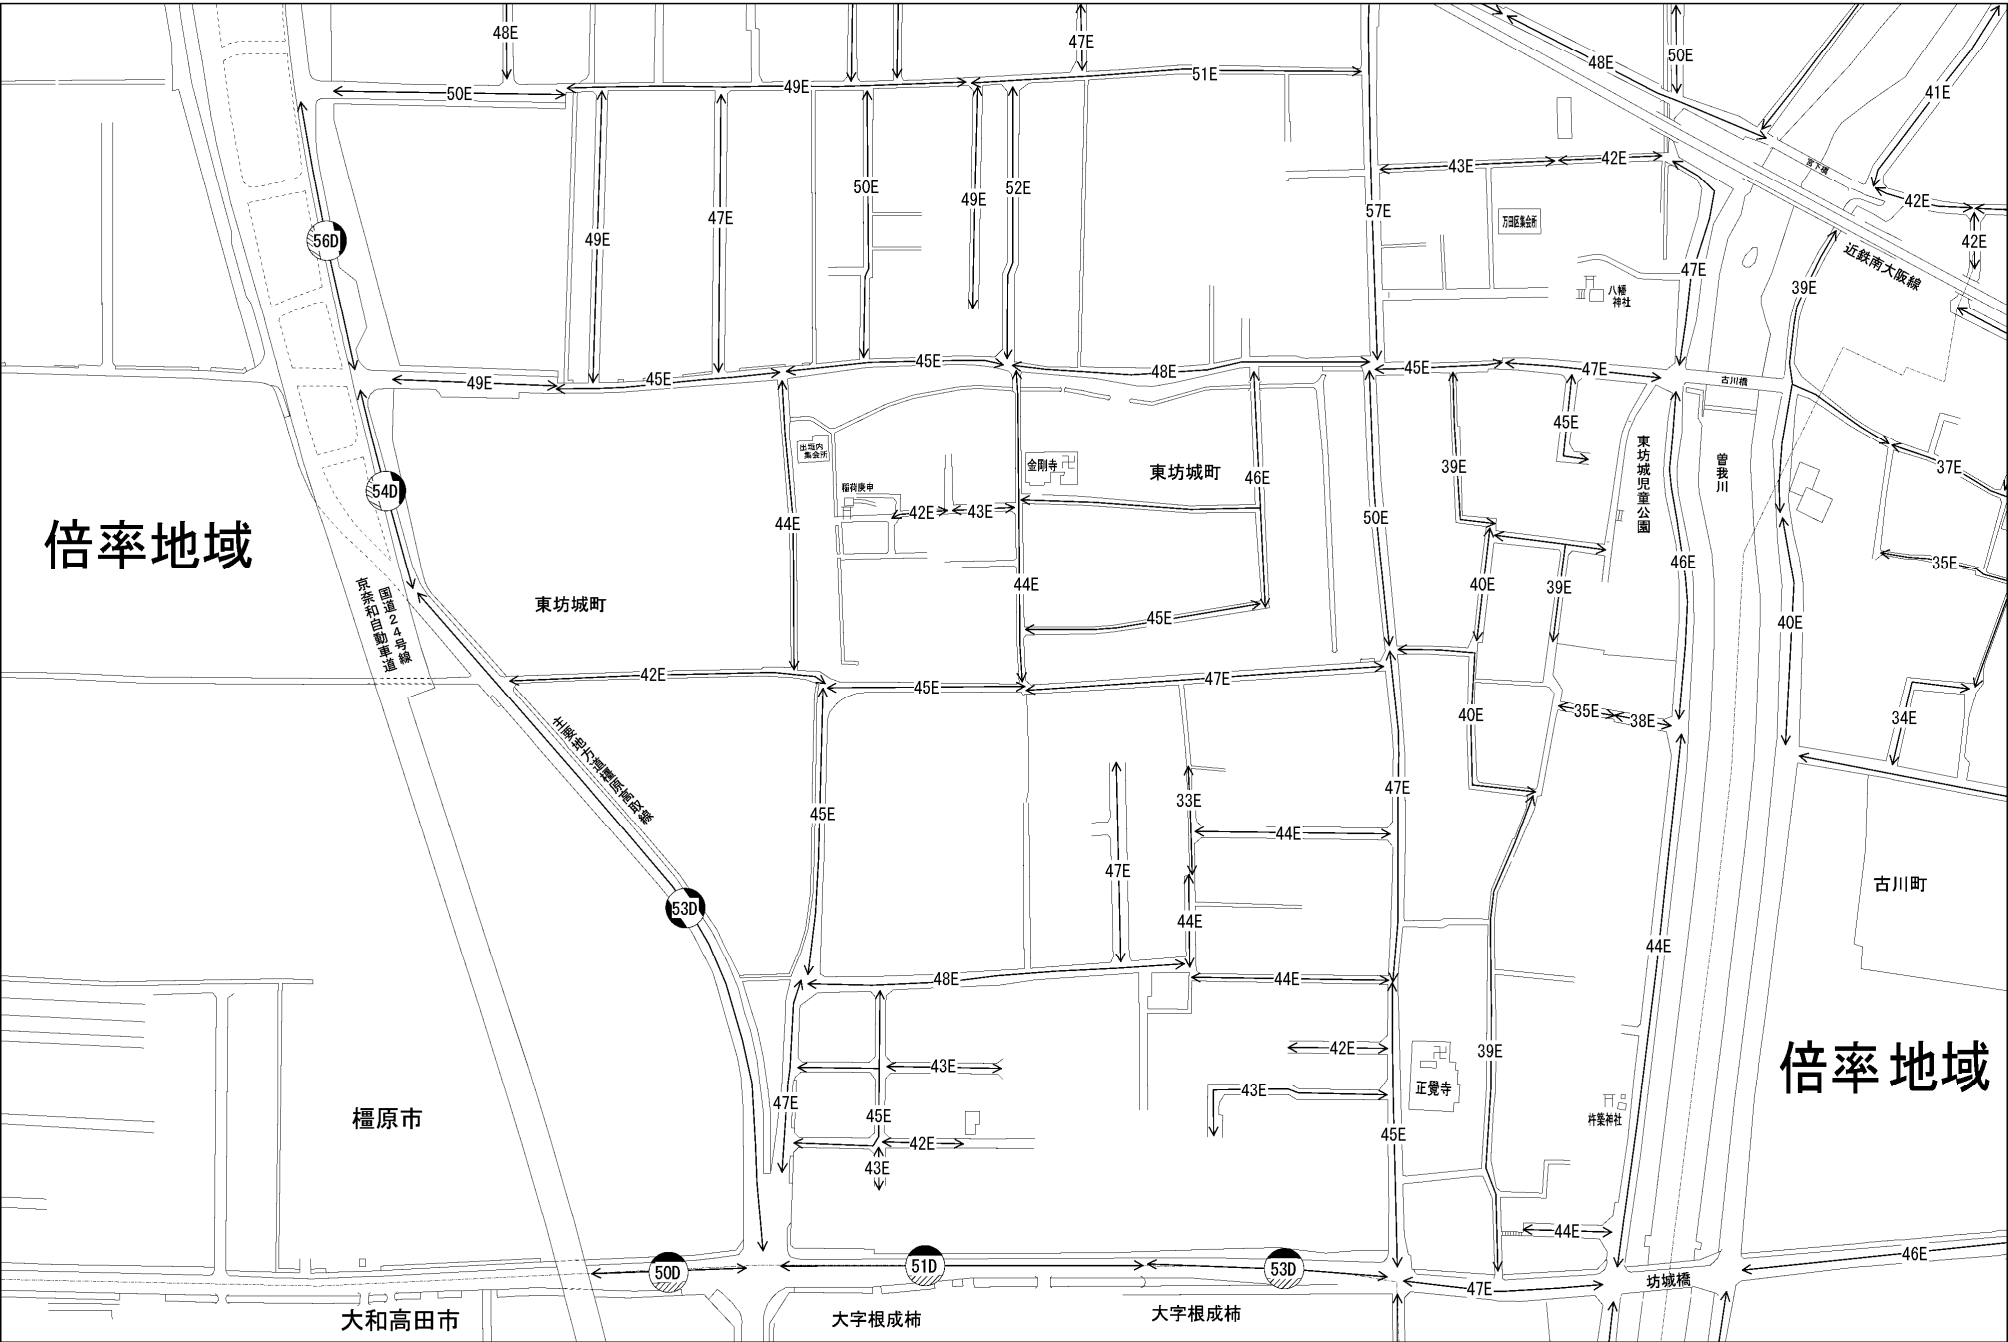 48E
47E
50E
48E
49E
51E
50E
41E
43E
42E
宮下橋
50E
49E
52E
47E
57E
万田区集会所
42E
56D
49E
47E
42E
近鉄南大阪線
39E
八幡
神社
45E
49E
45E
48E
45E
47E
古川橋
45E
出垣内
集会所
金剛寺
東坊城町
46E
39E
東坊城児童公園
曽我川
37E
54D
稲荷庚申
42E
43E
44E
50E
倍率地域
46E
35E
国道24号線
京奈和自動車道
東坊城町
44E
40E
39E
45E
40E
42E
45E
47E
40E
35E
38E
34E
主要地方道橿原高取線
45E
47E
33E
44E
47E
古川町
53D
44E
44E
48E
44E
42E
39E
倍率地域
43E
橿原市
47E
45E
43E
正覚寺
杵築神社
42E
45E
43E
44E
46E
50D
51D
53D
47E
坊城橋
大和高田市
大字根成柿
大字根成柿